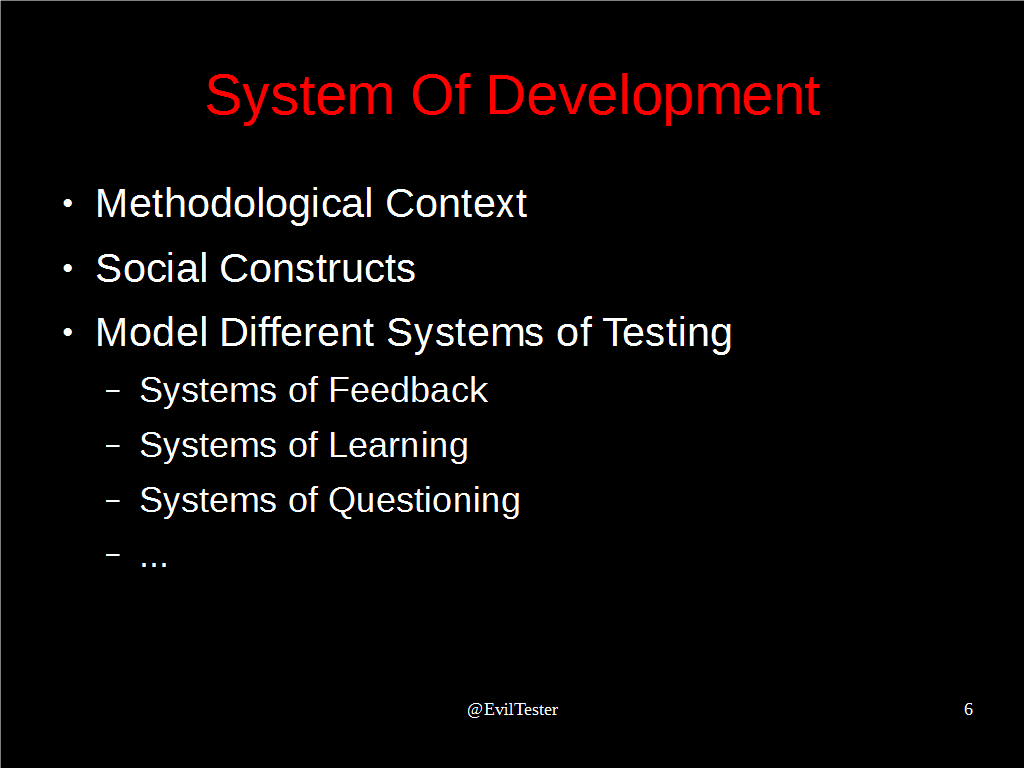 System Of Development
• Methodological Context
• Social Constructs
• Model Different Systems of Testing
– Systems of Feedback
– Systems of Learning
– Systems of Questioning
– ...
@EvilTester
6